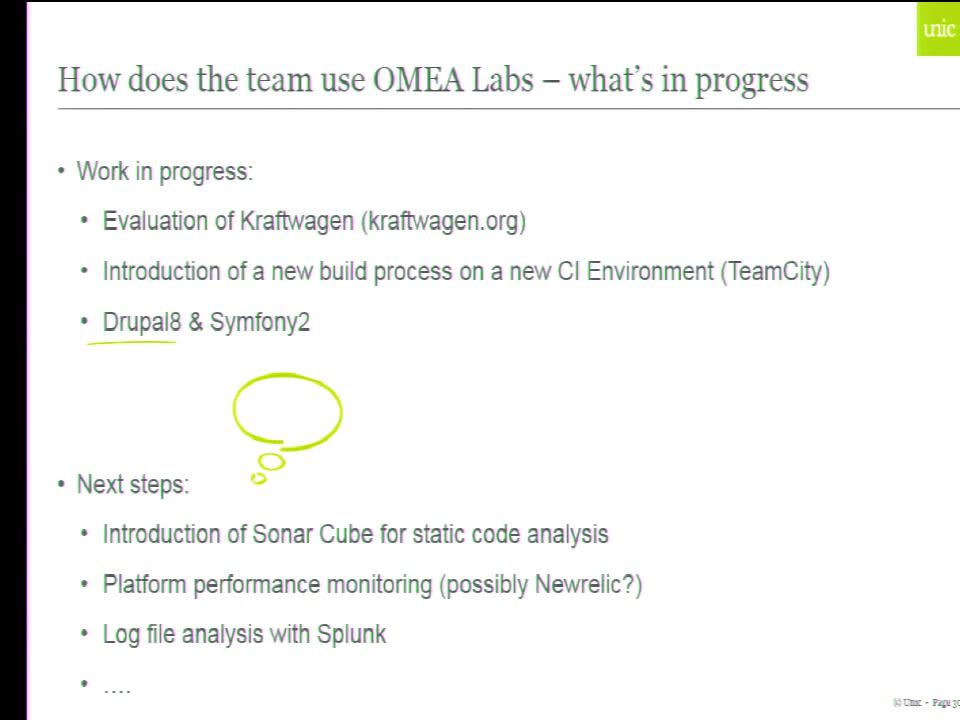 unic
How does the team use OMEA Labs – what's in progress
• Work in progress:
• Evaluation of Kraftwagen (kraftwagen.org)
• Introduction of a new build process on a new CI Environment (TeamCity)
• Drupal8 & Symfony2
• Next steps:
• Introduction of Sonar Cube for static code analysis
• Platform performance monitoring (possibly Newrelic?)
• Log file analysis with Splunk
• ....
© Unic - Page